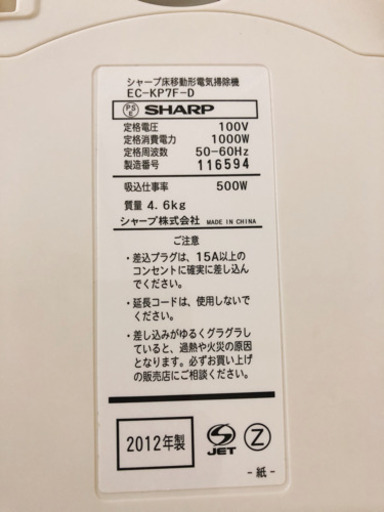 シャープ床移動形電気掃除機
EC-KP7F-D
PS E SHARP
定格電圧 100V
定格消費電力 1000W
定格周波数 50-60Hz
製造番号 116594
吸込仕事率 500W
質量 4.6kg
シャープ株式会社 MADE IN CHINA
ご注意
・差込プラグは、15A以上の
コンセントに確実に差し込ん
でください。
・延長コードは、使用しないで
ください。
・差し込みがゆるくグラグラ
していると、過熱や火災の原因
となります。必ずお買い上げ
の販売店にご相談ください。
2012年製
S JET
Z
-紙-